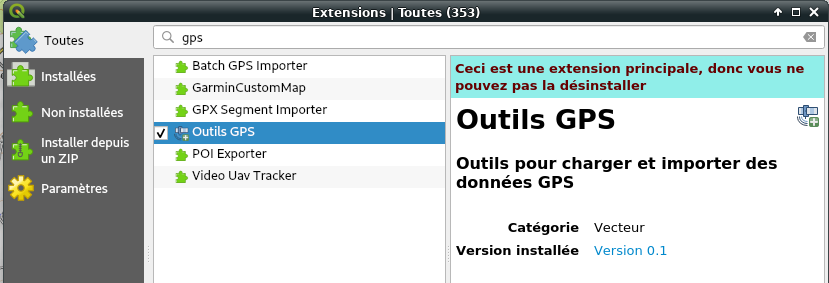 Extensions | Toutes (353)
Toutes
Installées
Non installées
Installer depuis
un ZIP
Paramètres
gps
Batch GPS Importer
GarminCustomMap
GPX Segment Importer
Outils GPS
POI Exporter
Video Uav Tracker
Ceci est une extension principale, donc vous ne
pouvez pas la désinstaller
Outils GPS
Outils pour charger et importer des
données GPS
Catégorie Vecteur
Version installée Version 0.1